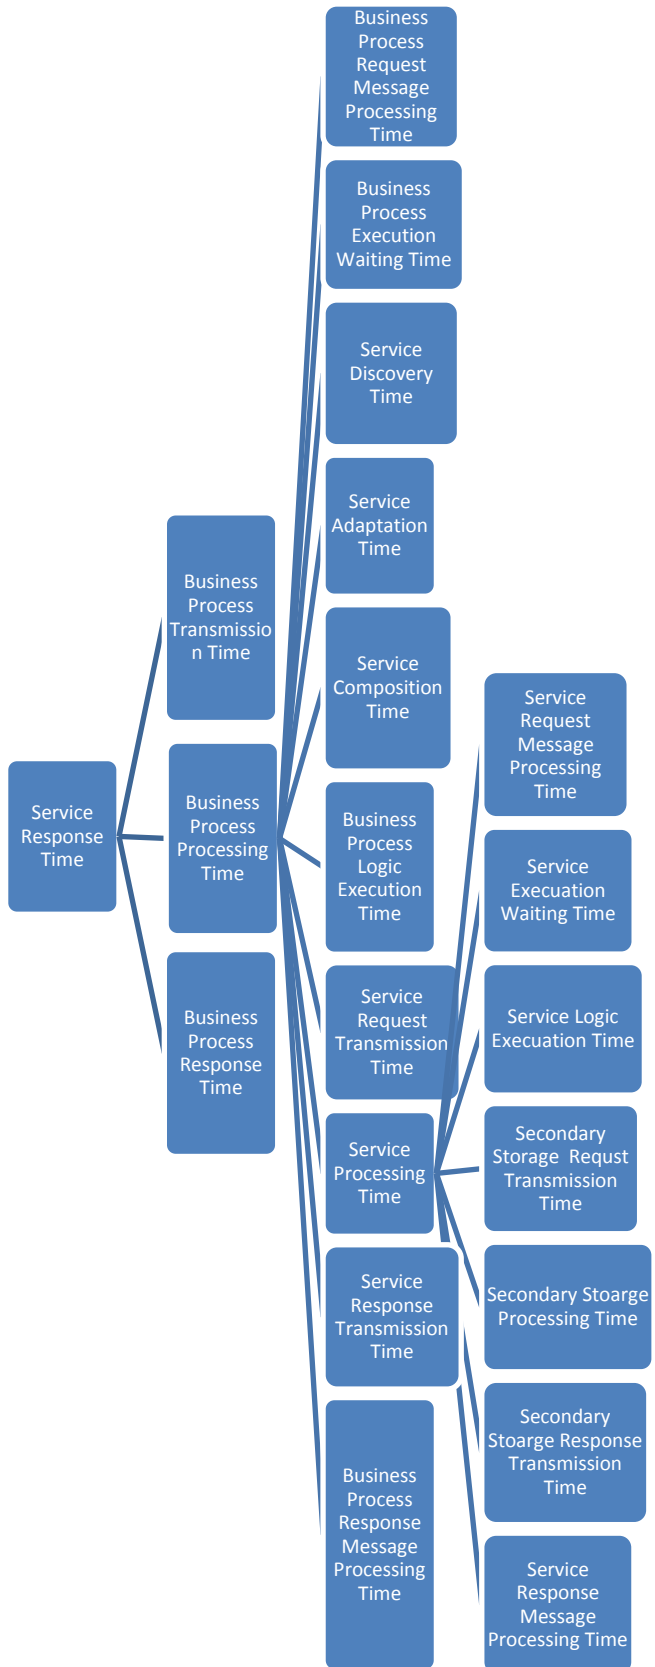 Service
Response
Time
Business
Process
Transmissio
n Time
Business
Process
Processing
Time
Business
Process
Response
Time
Business
Process
Request
Message
Processing
Time
Business
Process
Execution
Waiting Time
Service
Discovery
Time
Service
Adaptation
Time
Service
Composition
Time
Business
Process
Logic
Execution
Time
Service
Request
Transmission
Time
Service
Processing
Time
Service
Response
Transmission
Time
Business
Process
Response
Message
Processing
Time
Service
Request
Message
Processing
Time
Service
Execuation
Waiting Time
Service Logic
Execuation Time
Secondary
Storage Requst
Transmission
Time
Secondary Stoarge
Processing Time
Secondary
Stoarge Response
Transmission
Time
Service
Response
Message
Processing Time